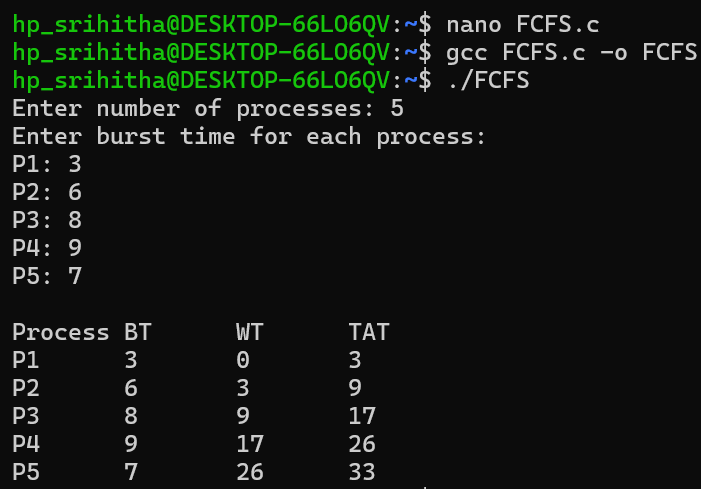 hp_srihitha@DESKTOP-66LO6QV:~$ nano FCFS.c
hp_srihitha@DESKTOP-66LO6QV:~$ gcc FCFS.c -o FCFS
hp_srihitha@DESKTOP-66LO6QV:~$ ./FCFS
Enter number of processes: 5
Enter burst time for each process:
P1: 3
P2: 6
P3: 8
P4: 9
P5: 7
Process BT WT TAT
P1 3 0 3
P2 6 3 9
P3 8 9 17
P4 9 17 26
P5 7 26 33